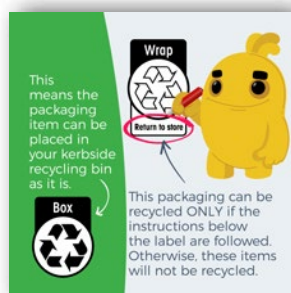 This
means the
packaging
item can be
placed in
your kerbside
recycling bin
as it is.
Box
Wrap
Return to store
This packaging can be
recycled ONLY if the
instructions below
the label are followed.
Otherwise, these items
will not be recycled.